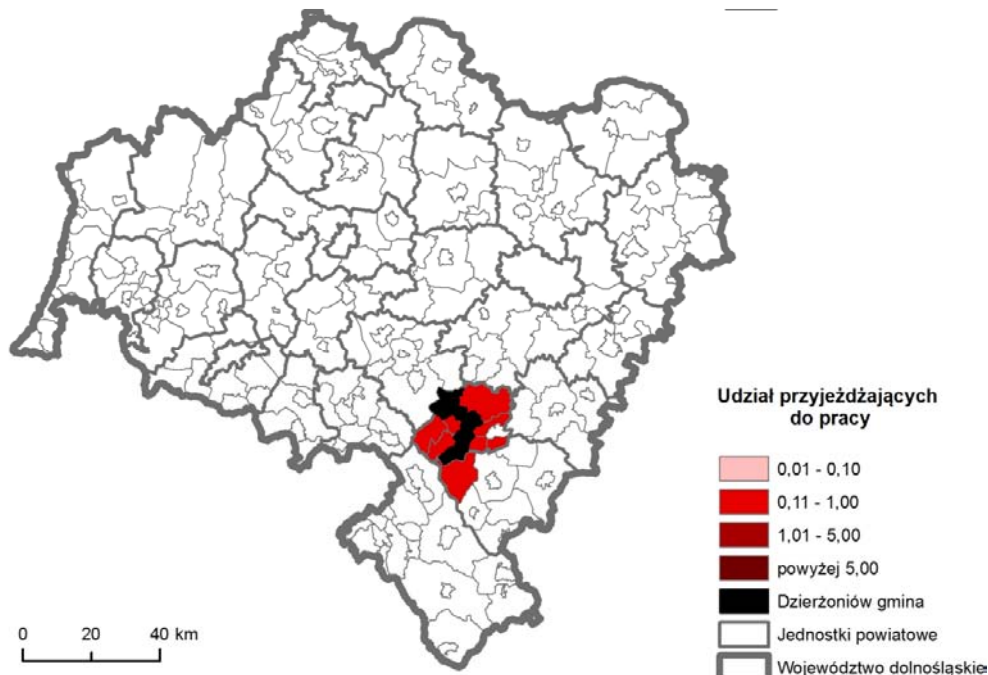 Udział przyjeżdżających
do pracy
0,01 - 0,10
0,11 - 1,00
1,01 - 5,00
powyżej 5,00
Dzierżoniów gmina
Jednostki powiatowe
Województwo dolnośląskie
0 20 40 km